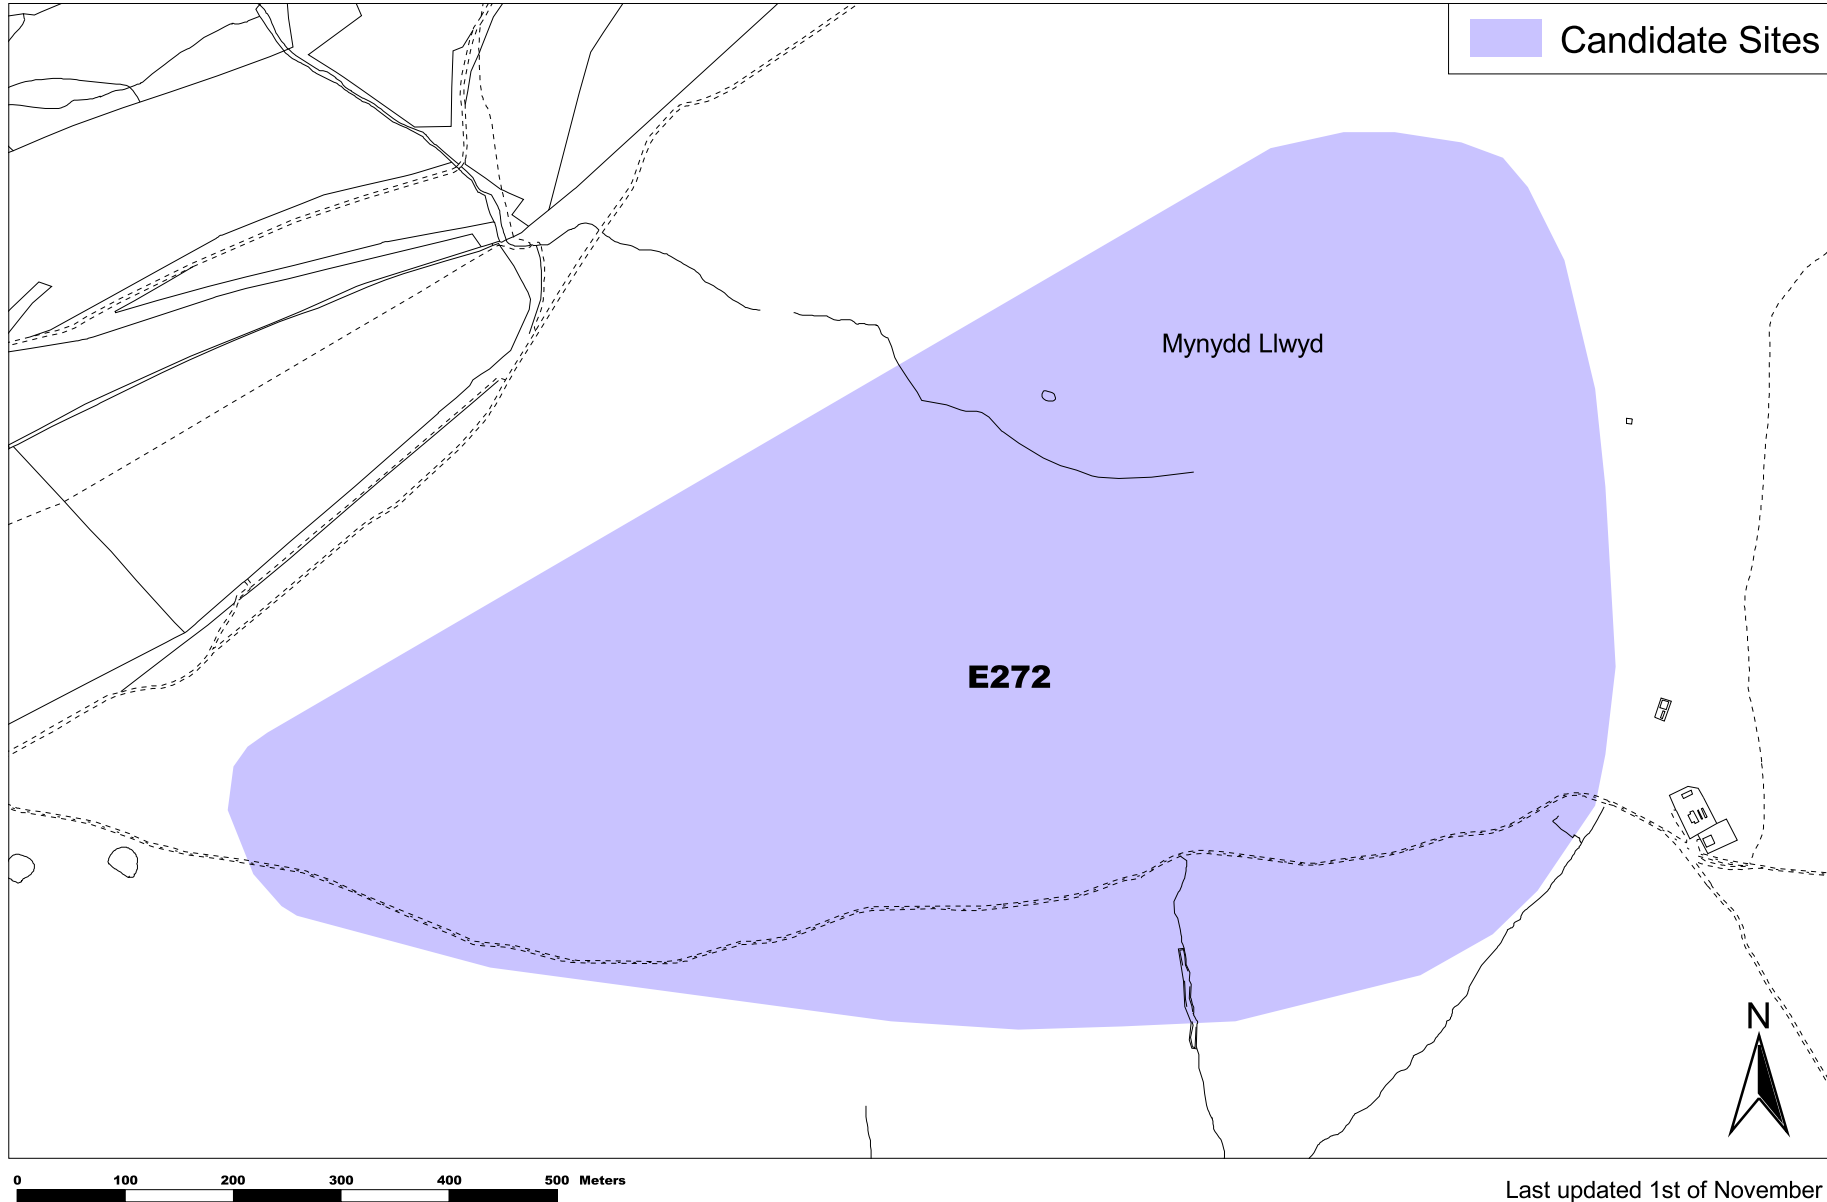 Candidate Sites
Mynydd Llwyd
E272
N
0 100 200 300 400 500 Meters
Last updated 1st of November